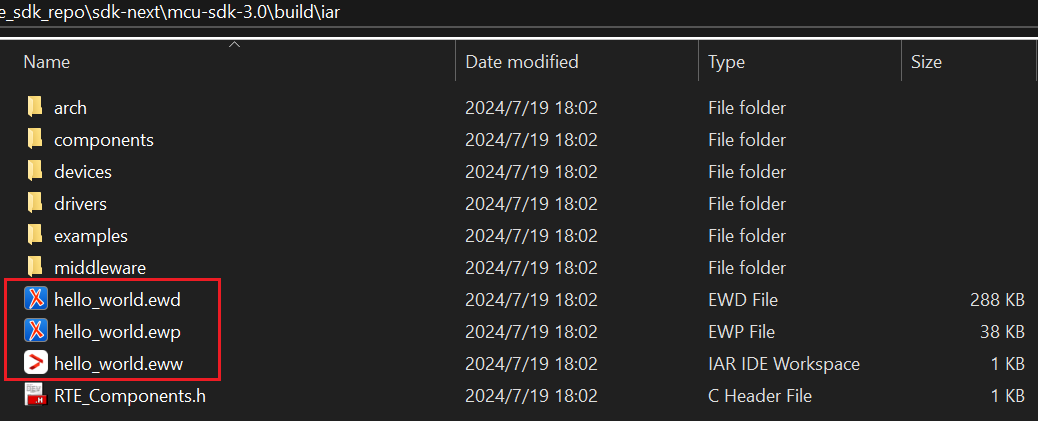 e_sdk_repo\sdk-next\mcu-sdk-3.0\build\iar
Name Date modified Type Size
arch 2024/7/19 18:02 File folder
components 2024/7/19 18:02 File folder
devices 2024/7/19 18:02 File folder
drivers 2024/7/19 18:02 File folder
examples 2024/7/19 18:02 File folder
middleware 2024/7/19 18:02 File folder
hello_world.ewd 2024/7/19 18:02 EWD File 288 KB
hello_world.ewp 2024/7/19 18:02 EWP File 38 KB
hello_world.eww 2024/7/19 18:02 IAR IDE Workspace 1 KB
RTE_Components.h 2024/7/19 18:02 C Header File 1 KB